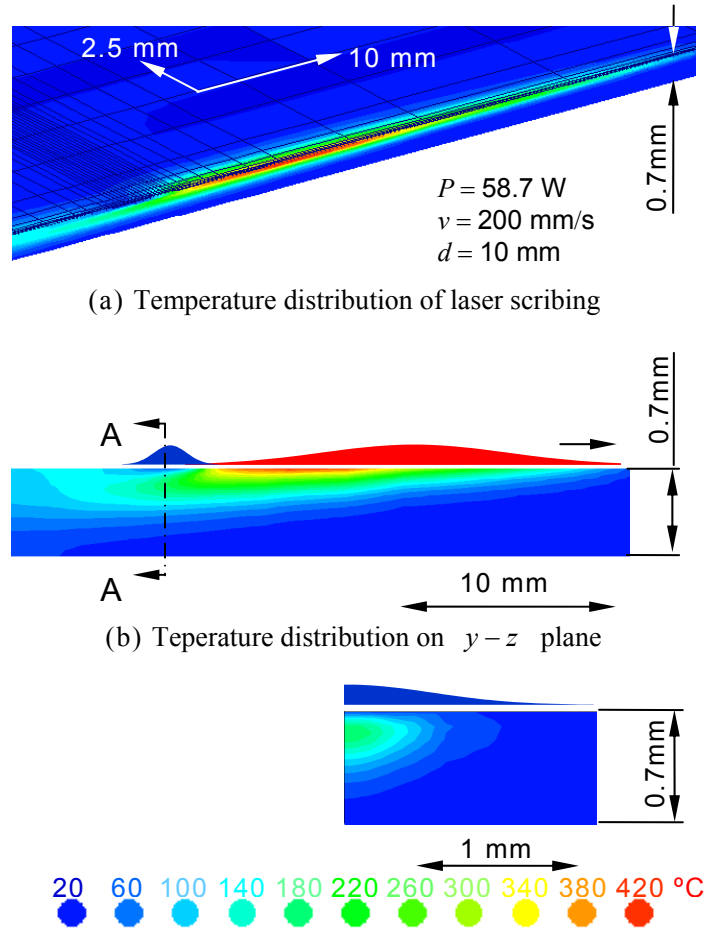 2.5 mm
10 mm
0.7mm
P = 58.7 W
v = 200 mm/s
d = 10 mm
(a) Temperature distribution of laser scribing
0.7mm
A
A
10 mm
(b) Teperature distribution on y − z plane
0.7mm
1 mm
20 60 100 140 180 220 260 300 340 380 420 ºC